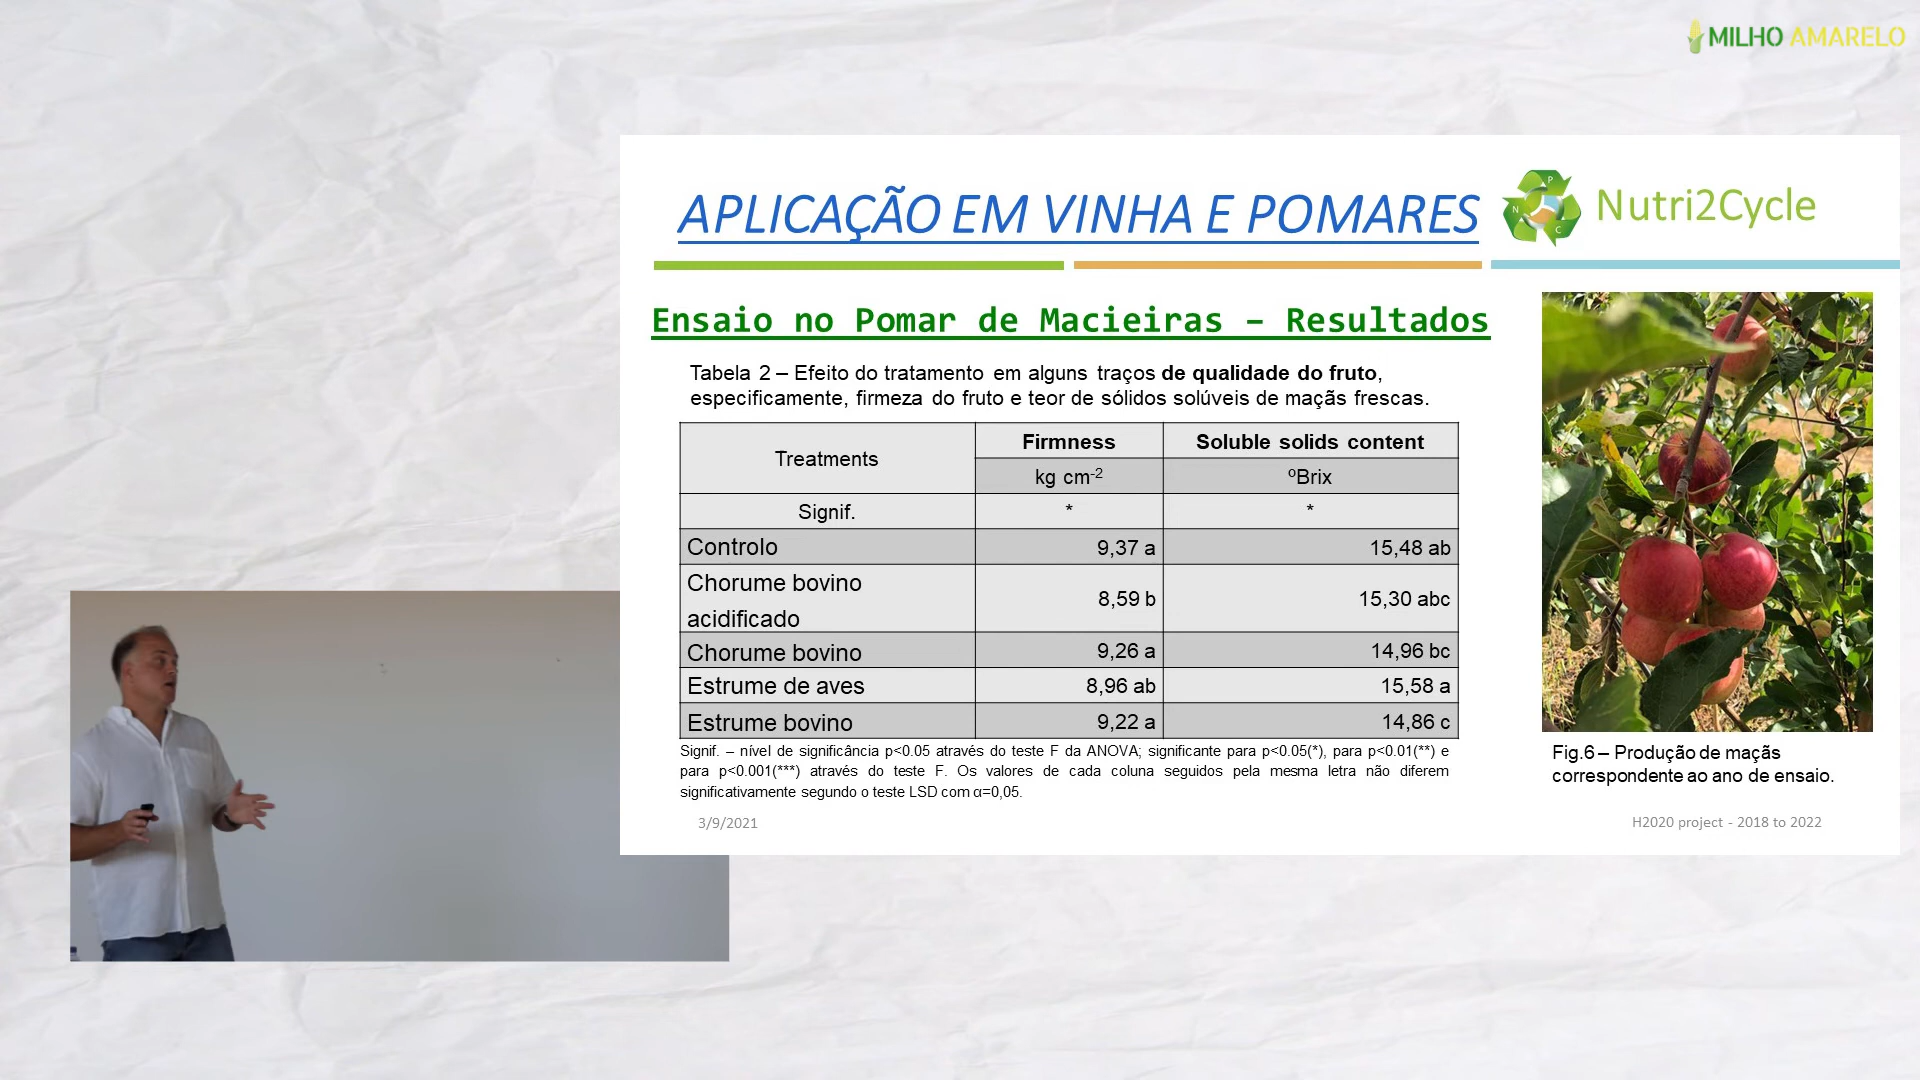 MILHO AMARELO
APLICAÇÃO EM VINHA E POMARES
Nutri2Cycle
P
N
C
Ensaio no Pomar de Macieiras – Resultados
Tabela 2 – Efeito do tratamento em alguns traços de qualidade do fruto,
especificamente, firmeza do fruto e teor de sólidos solúveis de maçãs frescas.
Treatments Firmness Soluble solids content
kg cm-2 ºBrix
Signif. * *
Controlo 9,37 a 15,48 ab
Chorume bovino
acidificado 8,59 b 15,30 abc
Chorume bovino 9,26 a 14,96 bc
Estrume de aves 8,96 ab 15,58 a
Estrume bovino 9,22 a 14,86 c
Signif. – nível de significância p<0.05 através do teste F da ANOVA; significante para p<0.05(*), para p<0.01(**) e
para p<0.001(***) através do teste F. Os valores de cada coluna seguidos pela mesma letra não diferem
significativamente segundo o teste LSD com α=0,05.
Fig.6 – Produção de maçãs
correspondente ao ano de ensaio.
3/9/2021
H2020 project - 2018 to 2022